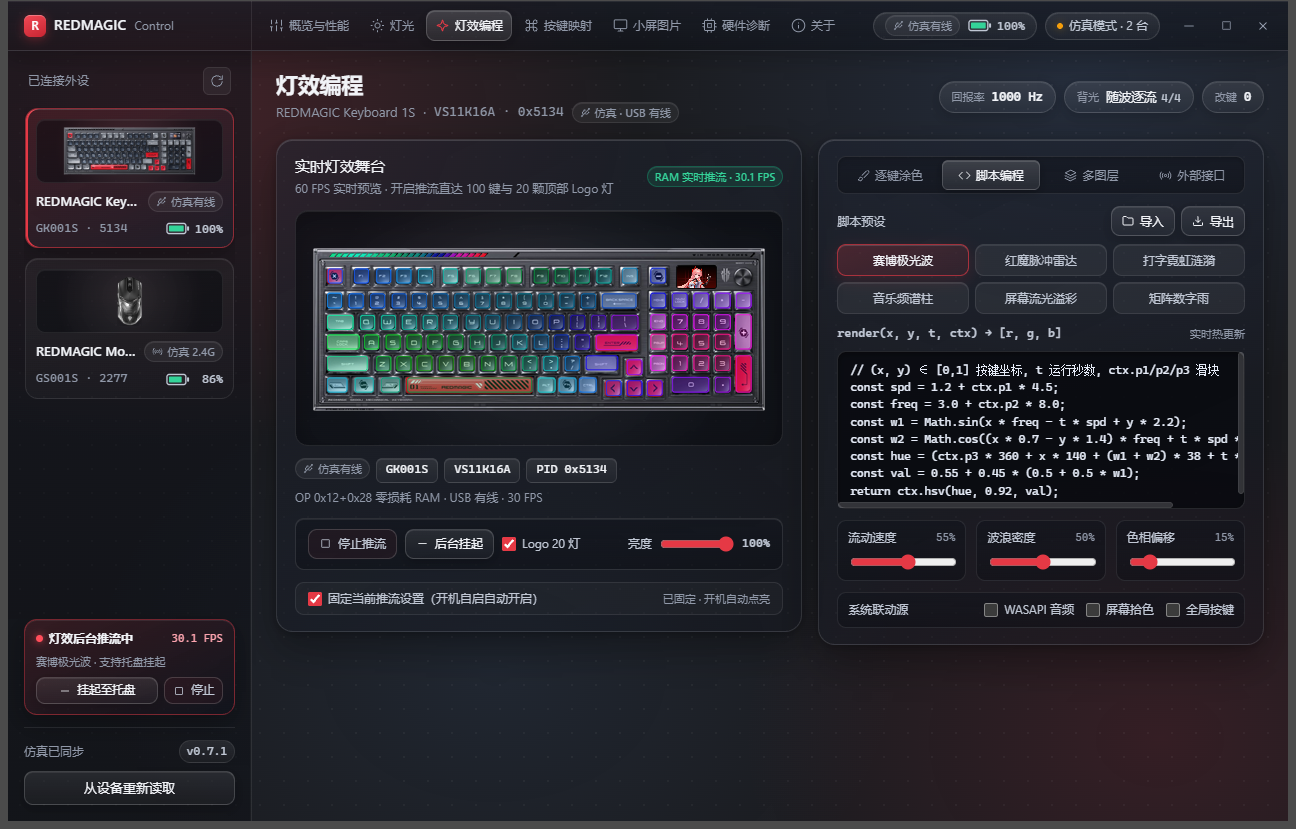 R REDMAGIC Control
概览与性能 灯光 灯效编程 按键映射 小屏图片 硬件诊断 关于
仿真有线 100% 仿真模式 · 2 台
已连接外设
REDMAGIC Key... 仿真有线
GK001S · 5134 100%
REDMAGIC Mo... 仿真 2.4G
GS001S · 2277 86%
灯效后台推流中 30.1 FPS
赛博极光波 · 支持托盘挂起
挂起至托盘 停止
仿真已同步 v0.7.1
从设备重新读取
灯效编程
REDMAGIC Keyboard 1S · VS11K16A · 0x5134 仿真 · USB 有线
回报率 1000 Hz 背光 随波逐流 4/4 改键 0
实时灯效舞台
60 FPS 实时预览 · 开启推流直达 100 键与 20 颗顶部 Logo 灯
RAM 实时推流 · 30.1 FPS
仿真有线 GK001S VS11K16A PID 0x5134
OP 0x12+0x28 零损耗 RAM · USB 有线 · 30 FPS
停止推流 后台挂起 Logo 20 灯 亮度 100%
固定当前推流设置（开机自启自动开启） 已固定 · 开机自动点亮
逐键涂色 脚本编程 多图层 外部接口
脚本预设 导入 导出
赛博极光波 红魔脉冲雷达 打字霓虹涟漪
音乐频谱柱 屏幕流光溢彩 矩阵数字雨
render(x, y, t, ctx) → [r, g, b] 实时热更新
// (x, y) ∈ [0,1] 按键坐标, t 运行秒数, ctx.p1/p2/p3 滑块
const spd = 1.2 + ctx.p1 * 4.5;
const freq = 3.0 + ctx.p2 * 8.0;
const w1 = Math.sin(x * freq - t * spd + y * 2.2);
const w2 = Math.cos((x * 0.7 - y * 1.4) * freq + t * spd *
const hue = (ctx.p3 * 360 + x * 140 + (w1 + w2) * 38 + t *
const val = 0.55 + 0.45 * (0.5 + 0.5 * w1);
return ctx.hsv(hue, 0.92, val);
流动速度 55% 波浪密度 50% 色相偏移 15%
系统联动源 WASAPI 音频 屏幕拾色 全局按键